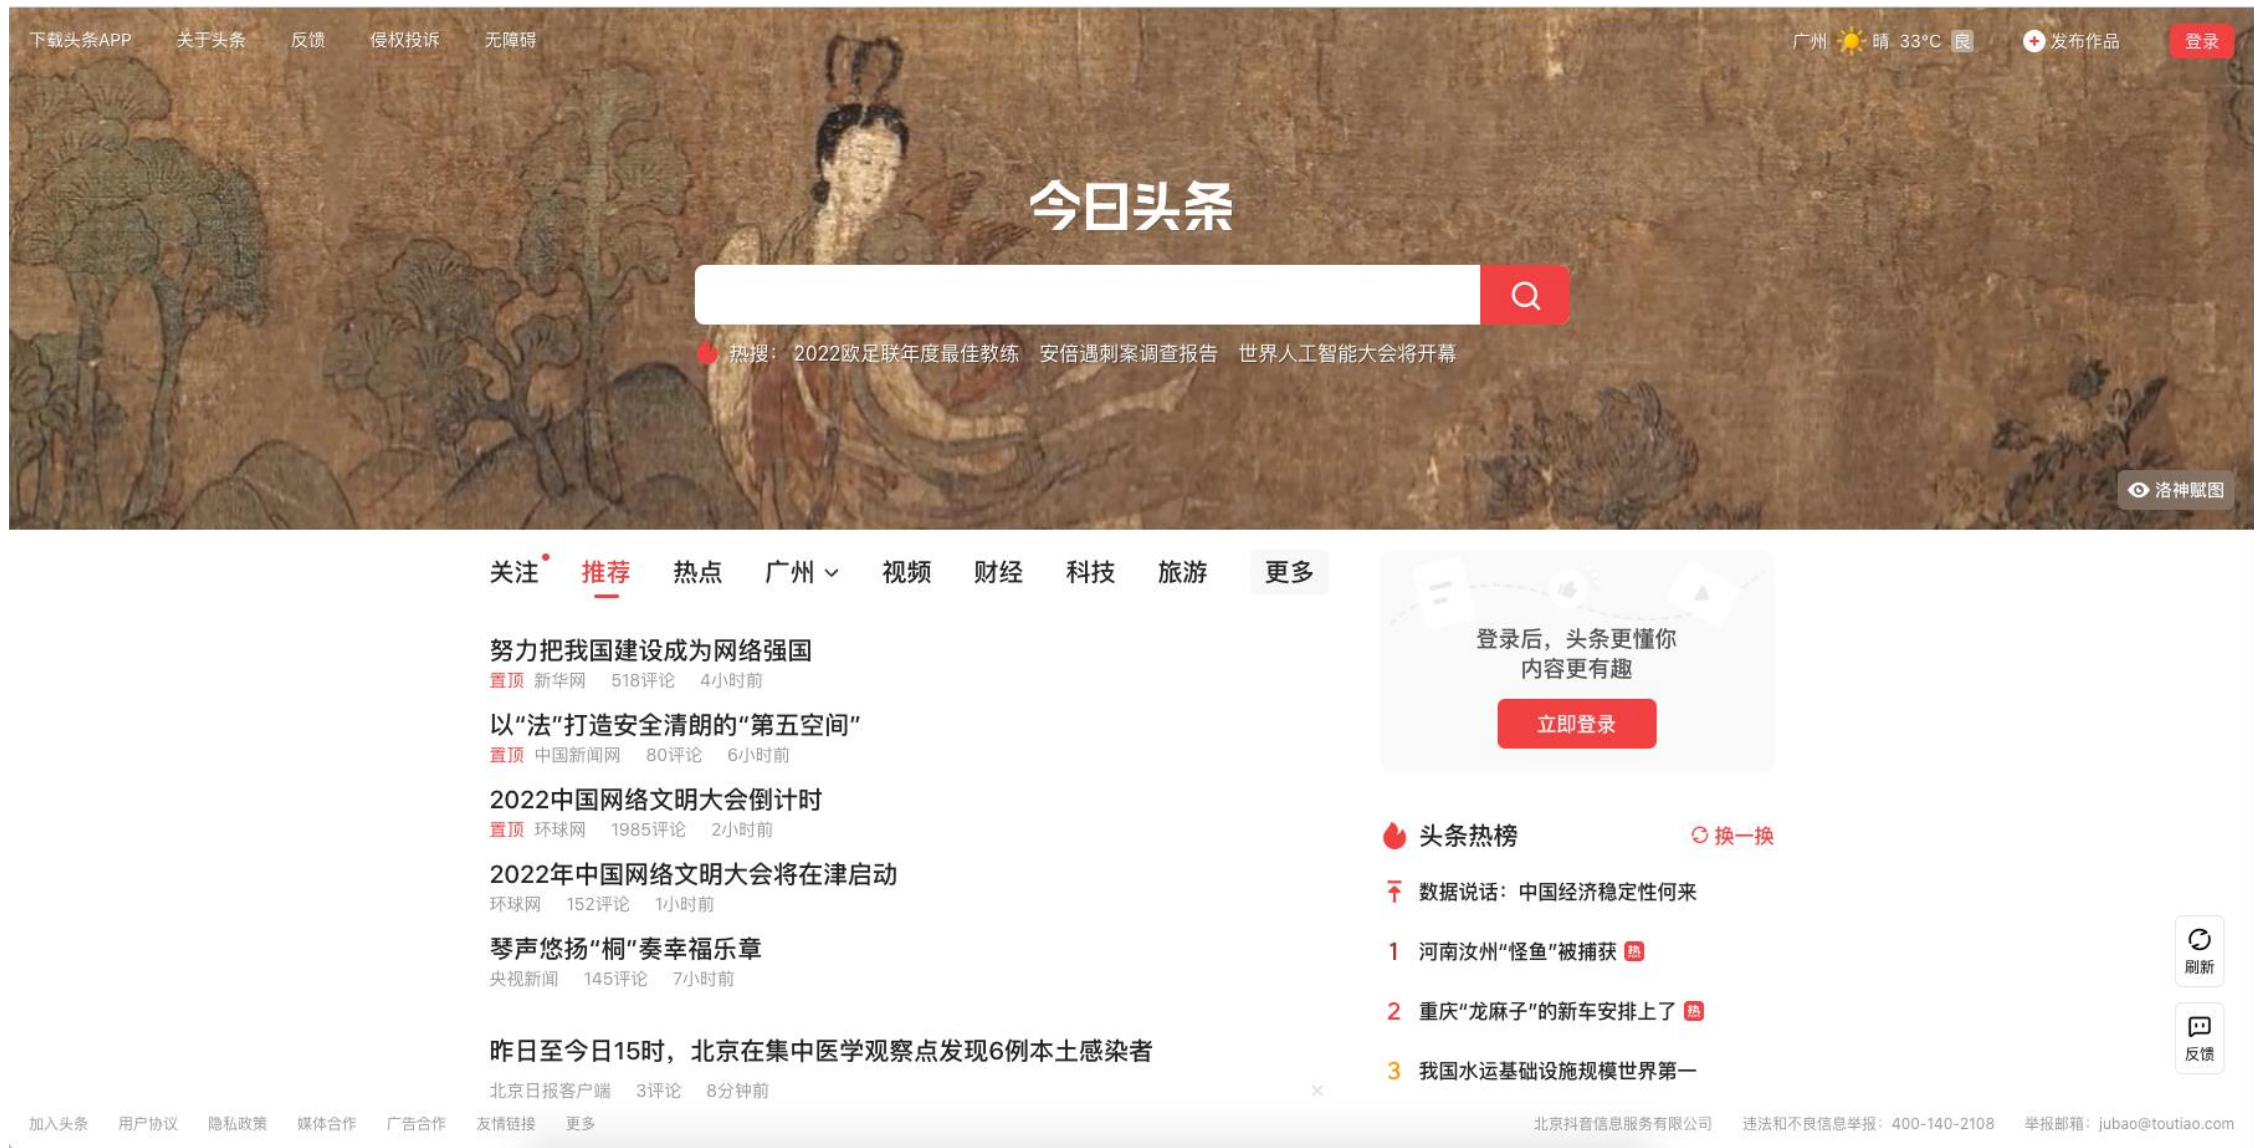 下载头条APP 关于头条 反馈 侵权投诉 无障碍 广州 晴 33°C 良 发布作品 登录
今日头条
热搜： 2022欧足联年度最佳教练 安倍遇刺案调查报告 世界人工智能大会将开幕
洛神赋图
关注 推荐 热点 广州 视频 财经 科技 旅游 更多
努力把我国建设成为网络强国
置顶 新华网 518评论 4小时前
以“法”打造安全清朗的“第五空间”
置顶 中国新闻网 80评论 6小时前
2022中国网络文明大会倒计时
置顶 环球网 1985评论 2小时前
2022年中国网络文明大会将在津启动
环球网 152评论 1小时前
琴声悠扬“桐”奏幸福乐章
央视新闻 145评论 7小时前
昨日至今日15时，北京在集中医学观察点发现6例本土感染者
北京日报客户端 3评论 8分钟前
登录后，头条更懂你
内容更有趣
立即登录
头条热榜 换一换
数据说话：中国经济稳定性何来
1 河南汝州“怪鱼”被捕获 热
2 重庆“龙麻子”的新车安排上了 热
3 我国水运基础设施规模世界第一
刷新
反馈
加入头条 用户协议 隐私政策 媒体合作 广告合作 友情链接 更多 北京抖音信息服务有限公司 违法和不良信息举报：400-140-2108 举报邮箱：jubao@toutiao.com